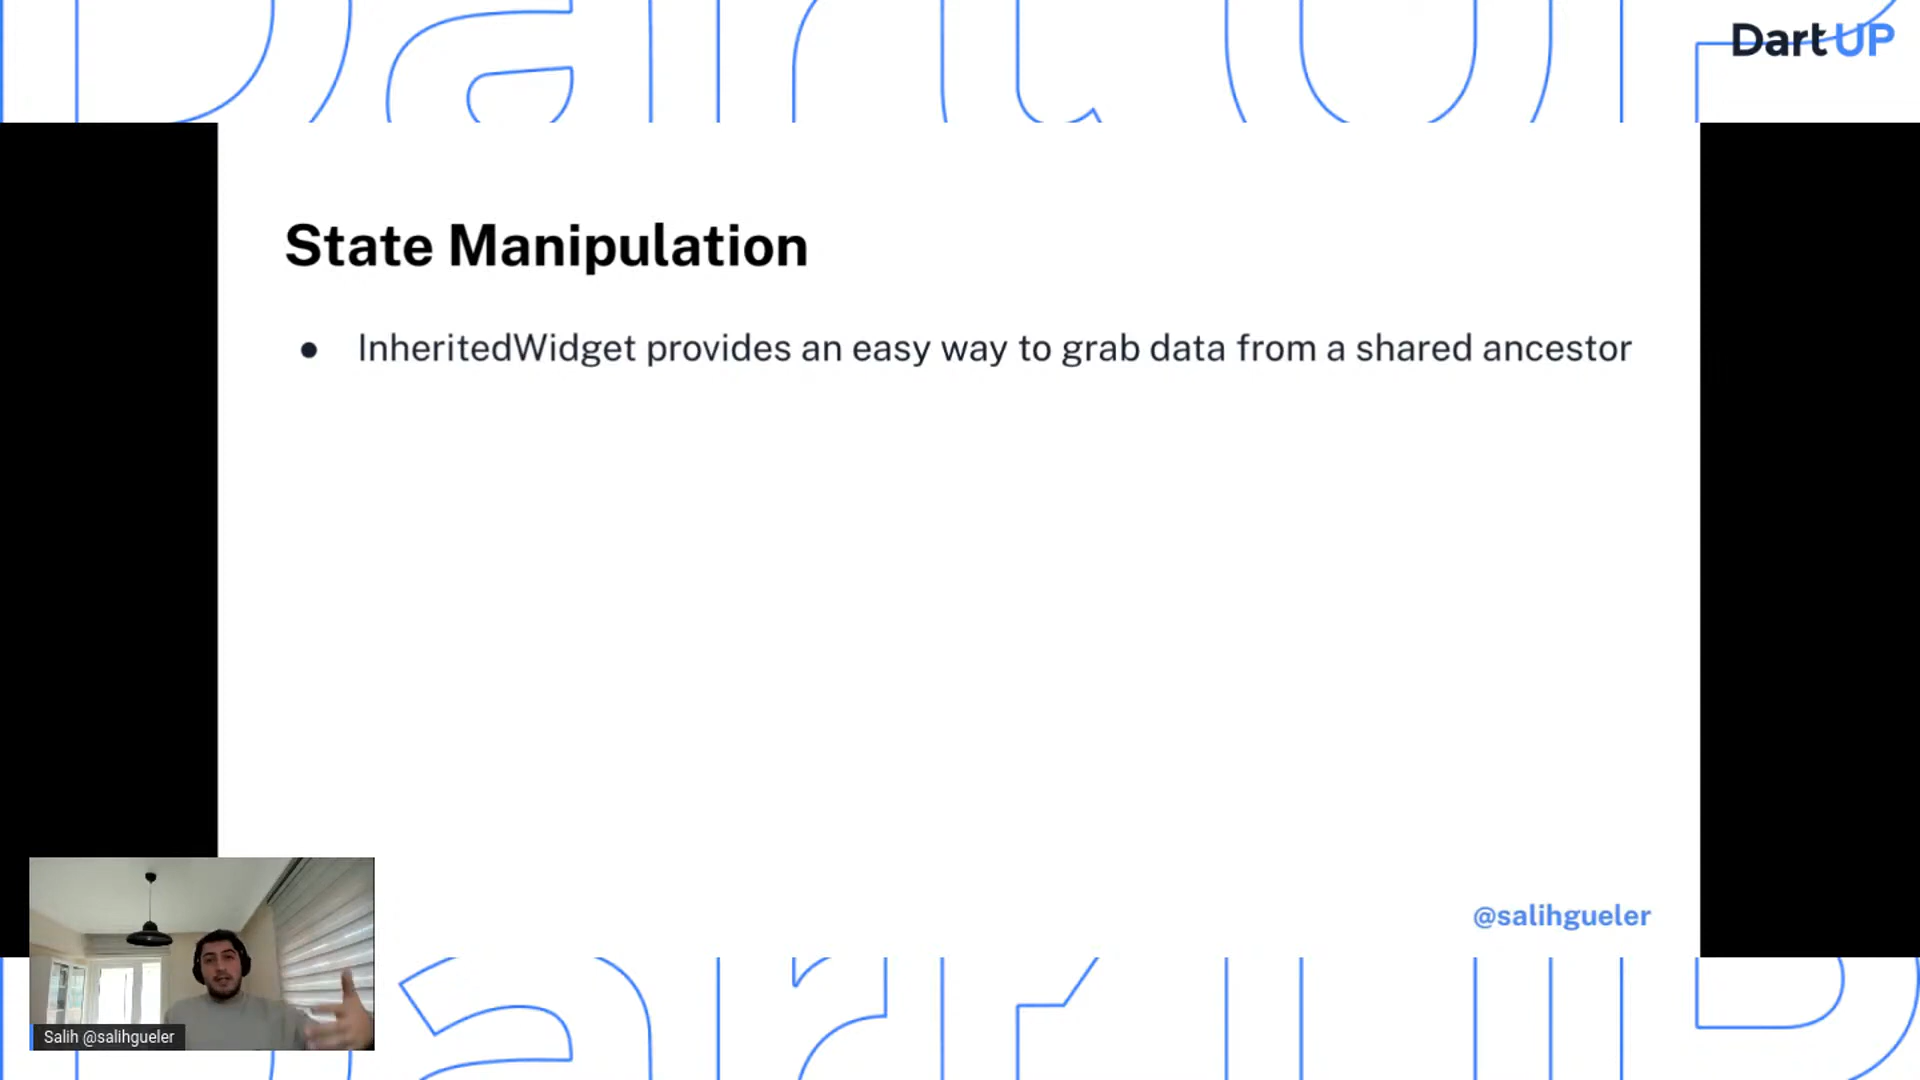 DartUP
State Manipulation
● InheritedWidget provides an easy way to grab data from a shared ancestor
@salihgueler
Salih @salihgueler